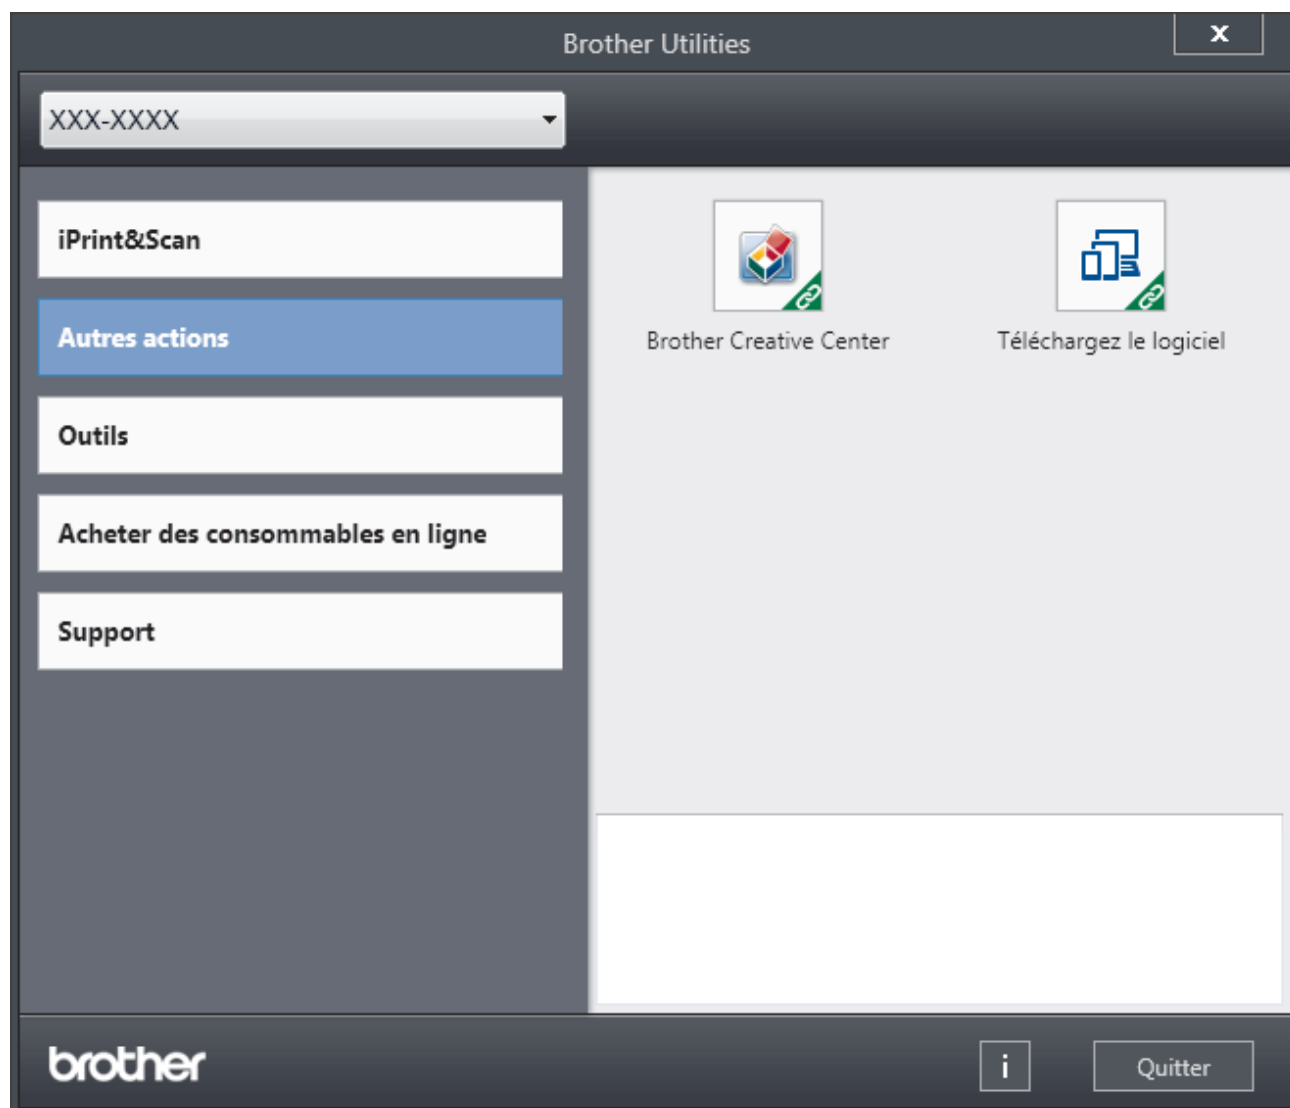 Brother Utilities
x
XXX-XXXX
iPrint&Scan
Autres actions
Outils
Acheter des consommables en ligne
Support
Brother Creative Center
Téléchargez le logiciel
brother
i
Quitter